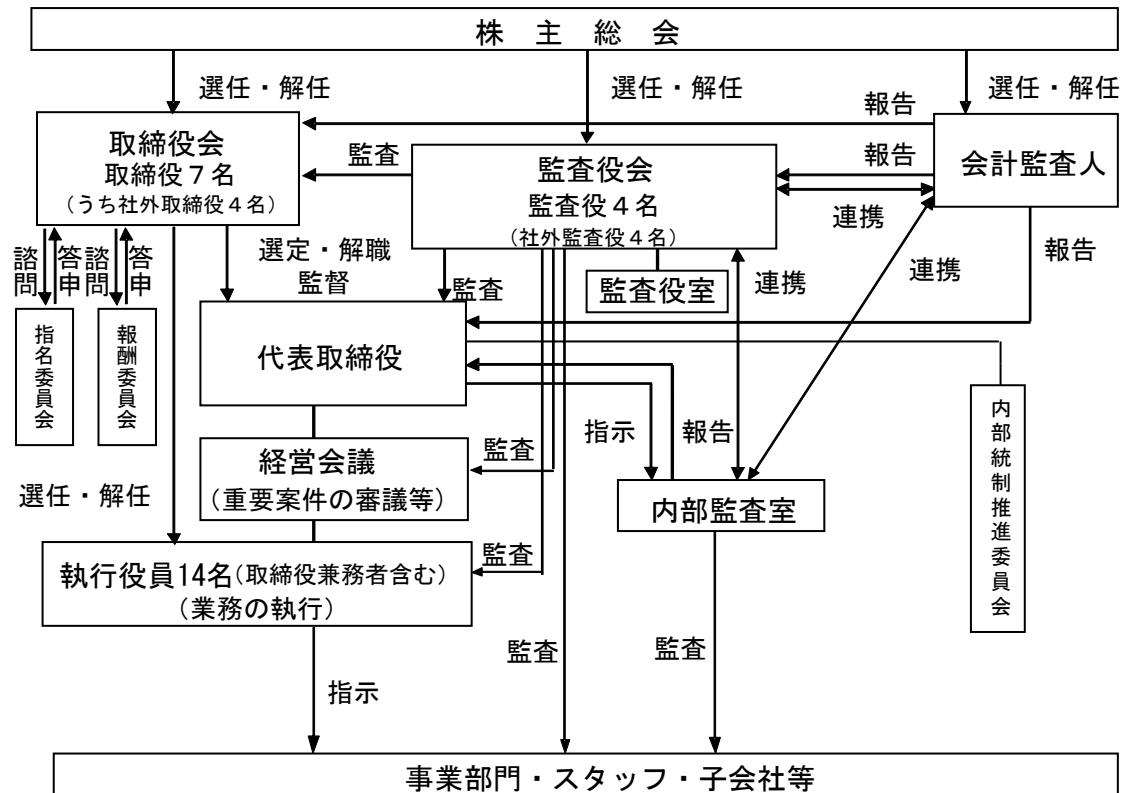 株　主　総　会
選任・解任
選任・解任
選任・解任
報告
取締役会
取締役７名
（うち社外取締役４名）
監査
監査役会
監査役４名
（社外監査役４名）
報告
会計監査人
連携
諮問
答申
諮問
答申
選定・解職
監督
監査
監査役室
連携
連携
報告
指名委員会
報酬委員会
代表取締役
指示
報告
内部統制推進委員会
経営会議
（重要案件の審議等）
監査
選任・解任
内部監査室
執行役員14名（取締役兼務者含む）
（業務の執行）
監査
監査
監査
指示
事業部門・スタッフ・子会社等